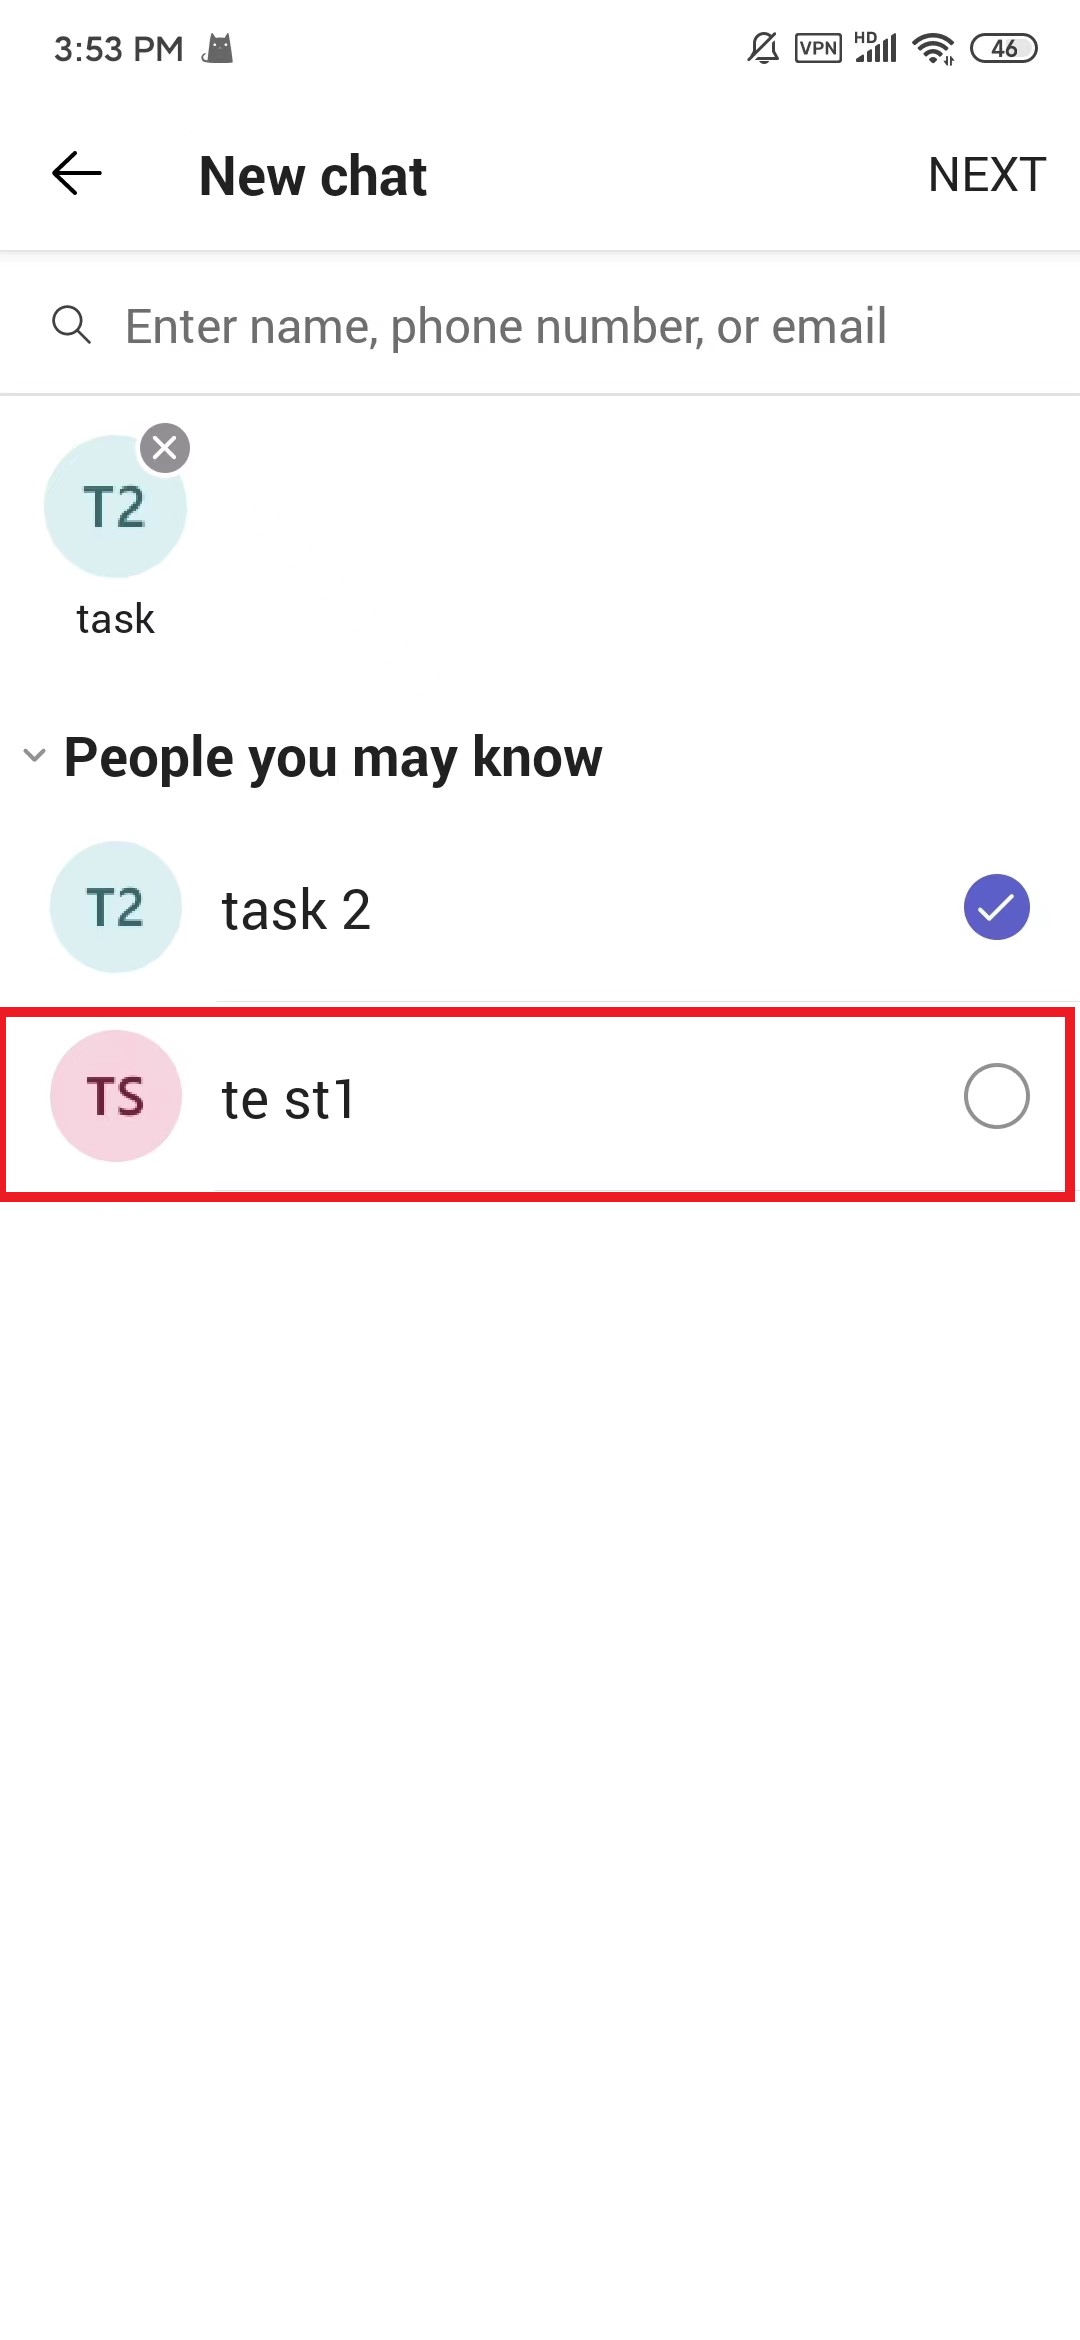 3:53 PM VPN HD 46
New chat NEXT
Enter name, phone number, or email
T2
task
People you may know
T2 task 2
TS te st1